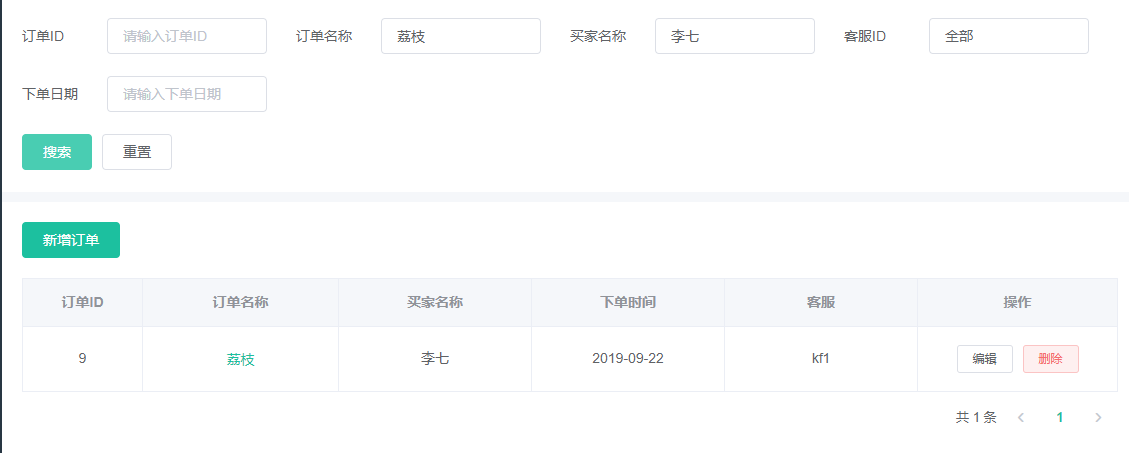 订单ID 请输入订单ID 订单名称 荔枝 买家名称 李七 客服ID 全部
下单日期 请输入下单日期
搜索 重置
新增订单
订单ID 订单名称 买家名称 下单时间 客服 操作
9 荔枝 李七 2019-09-22 kf1 编辑 删除
共 1 条 1